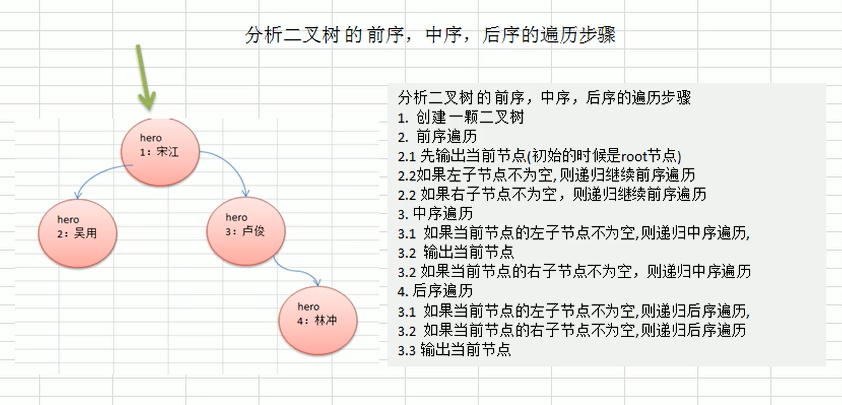 分析二叉树的前序，中序，后序的遍历步骤
hero
1：宋江
hero
2：吴用
hero
3：卢俊
hero
4：林冲
分析二叉树的前序，中序，后序的遍历步骤
1. 创建一颗二叉树
2. 前序遍历
2.1 先输出当前节点(初始的时候是root节点)
2.2如果左子节点不为空,则递归继续前序遍历
2.2 如果右子节点不为空，则递归继续前序遍历
3. 中序遍历
3.1 如果当前节点的左子节点不为空,则递归中序遍历,
3.2 输出当前节点
3.2 如果当前节点的右子节点不为空，则递归中序遍历
4. 后序遍历
3.1 如果当前节点的左子节点不为空,则递归后序遍历,
3.2 如果当前节点的右子节点不为空,则递归后序遍历
3.3 输出当前节点